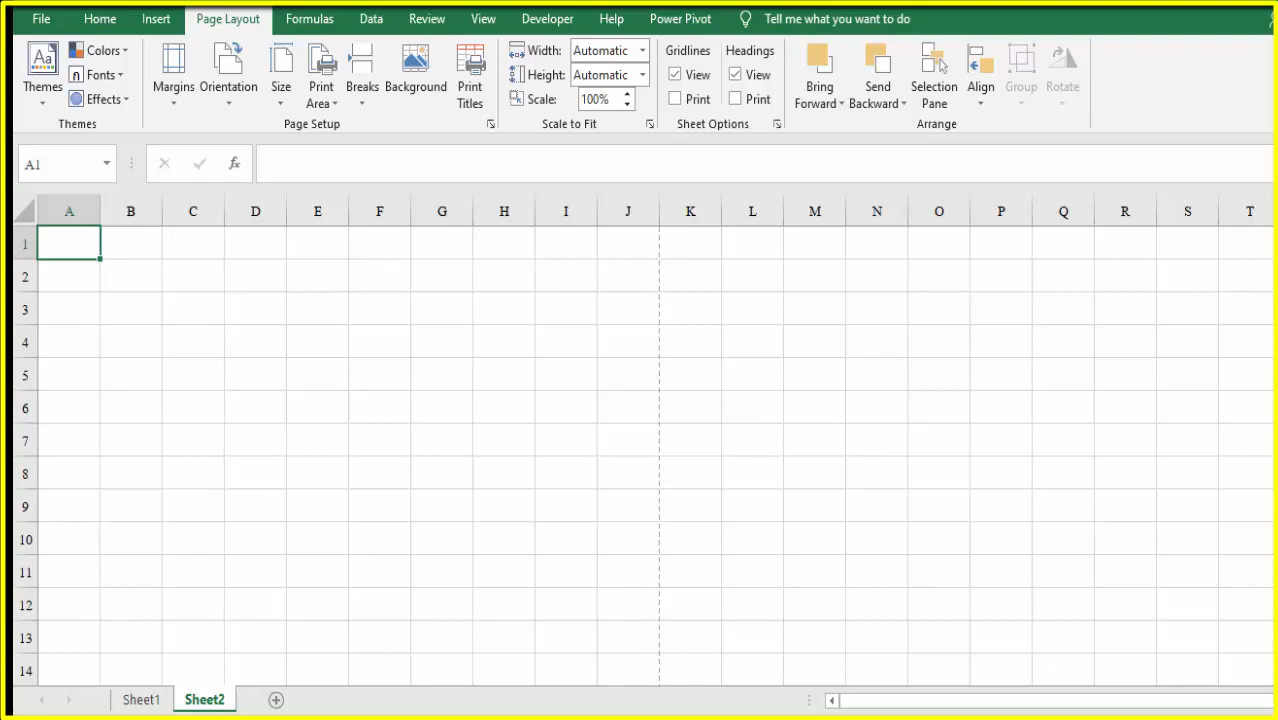 File Home Insert Page Layout Formulas Data Review View Developer Help Power Pivot Tell me what you want to do
Themes
Colors
Fonts
Effects
Themes
Margins
Orientation
Size
Print Area
Breaks
Background
Print Titles
Page Setup
Width: Automatic
Height: Automatic
Scale: 100%
Scale to Fit
Gridlines
View
Print
Headings
View
Print
Sheet Options
Bring Forward
Send Backward
Selection Pane
Align
Group
Rotate
Arrange
A1
fx
A B C D E F G H I J K L M N O P Q R S T
1
2
3
4
5
6
7
8
9
10
11
12
13
14
Sheet1 Sheet2